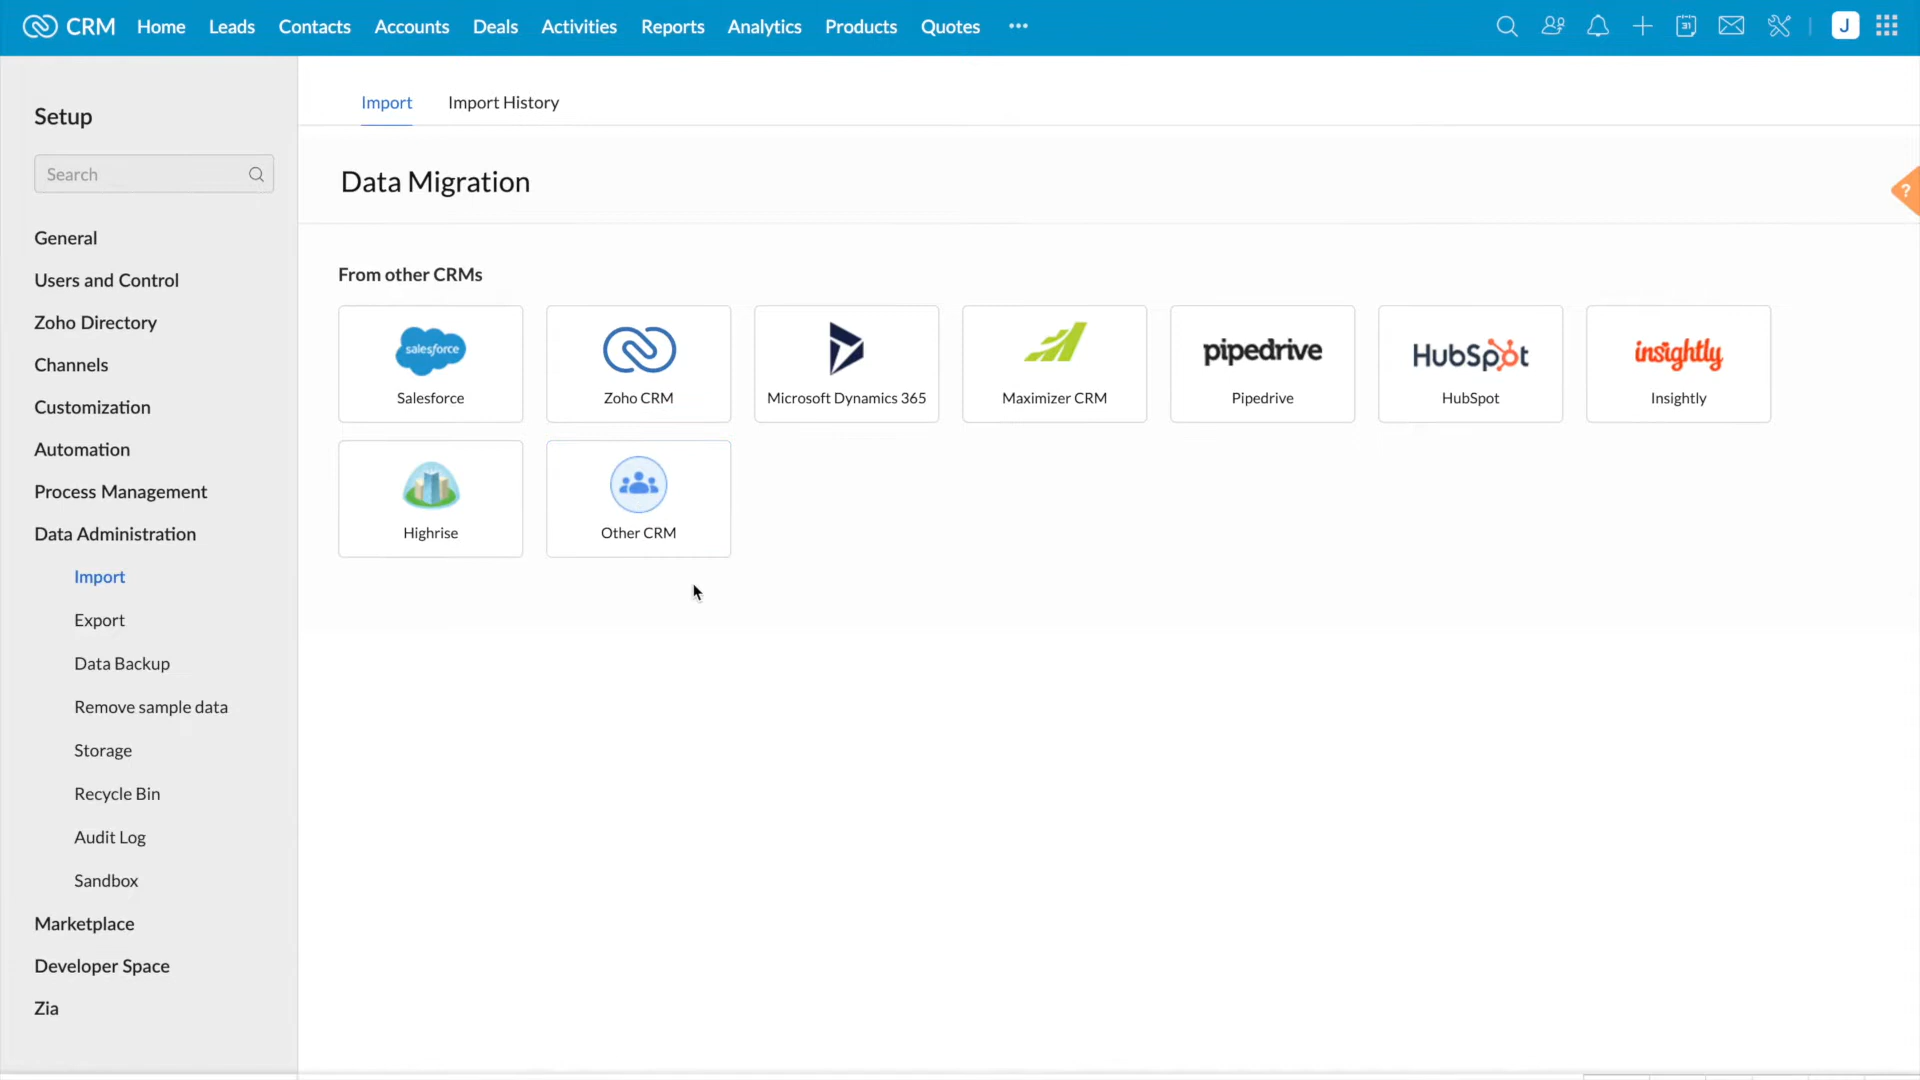 CRM Home Leads Contacts Accounts Deals Activities Reports Analytics Products Quotes ••• 31 J
Setup
Search
General
Users and Control
Zoho Directory
Channels
Customization
Automation
Process Management
Data Administration
Import
Export
Data Backup
Remove sample data
Storage
Recycle Bin
Audit Log
Sandbox
Marketplace
Developer Space
Zia
Import Import History
Data Migration
?
From other CRMs
salesforce
Salesforce
Zoho CRM
Microsoft Dynamics 365
Maximizer CRM
pipedrive
Pipedrive
HubSpot
HubSpot
insightly
Insightly
Highrise
Other CRM